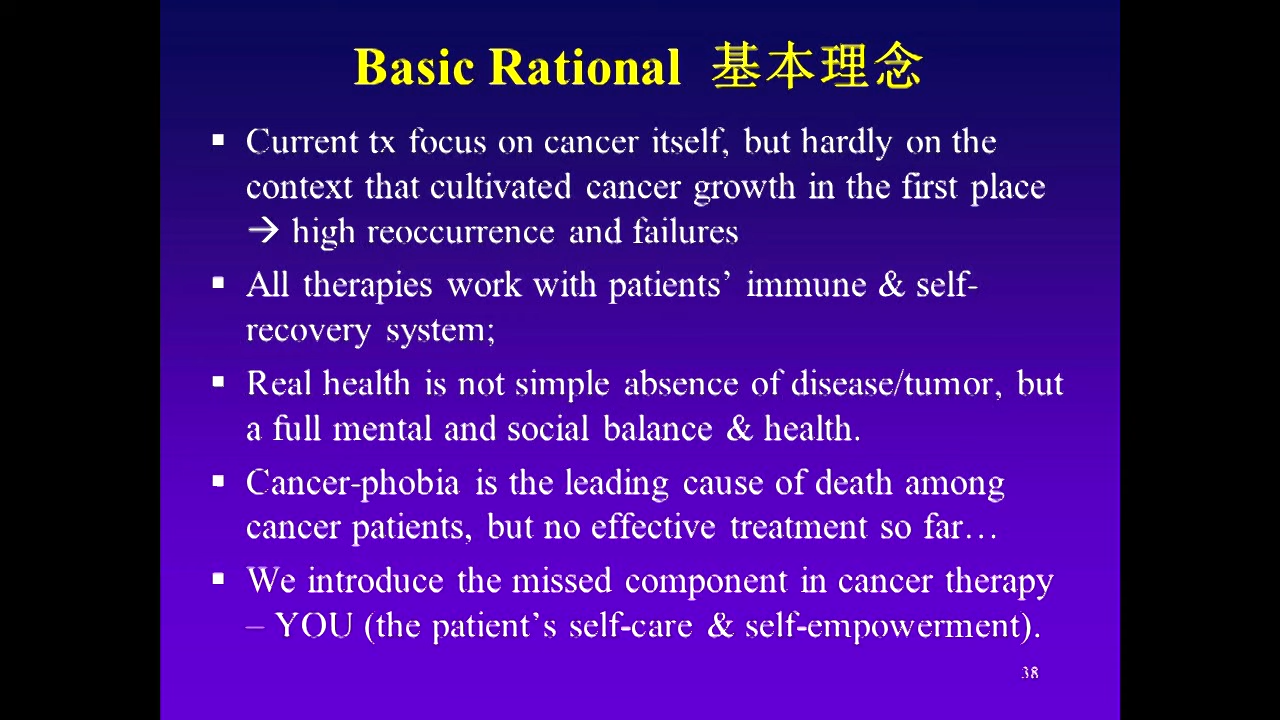 Basic Rational 基本理念
▪ Current tx focus on cancer itself, but hardly on the
context that cultivated cancer growth in the first place
→ high reoccurrence and failures
▪ All therapies work with patients’ immune & self-
recovery system;
▪ Real health is not simple absence of disease/tumor, but
a full mental and social balance & health.
▪ Cancer-phobia is the leading cause of death among
cancer patients, but no effective treatment so far…
▪ We introduce the missed component in cancer therapy
– YOU (the patient’s self-care & self-empowerment).
38